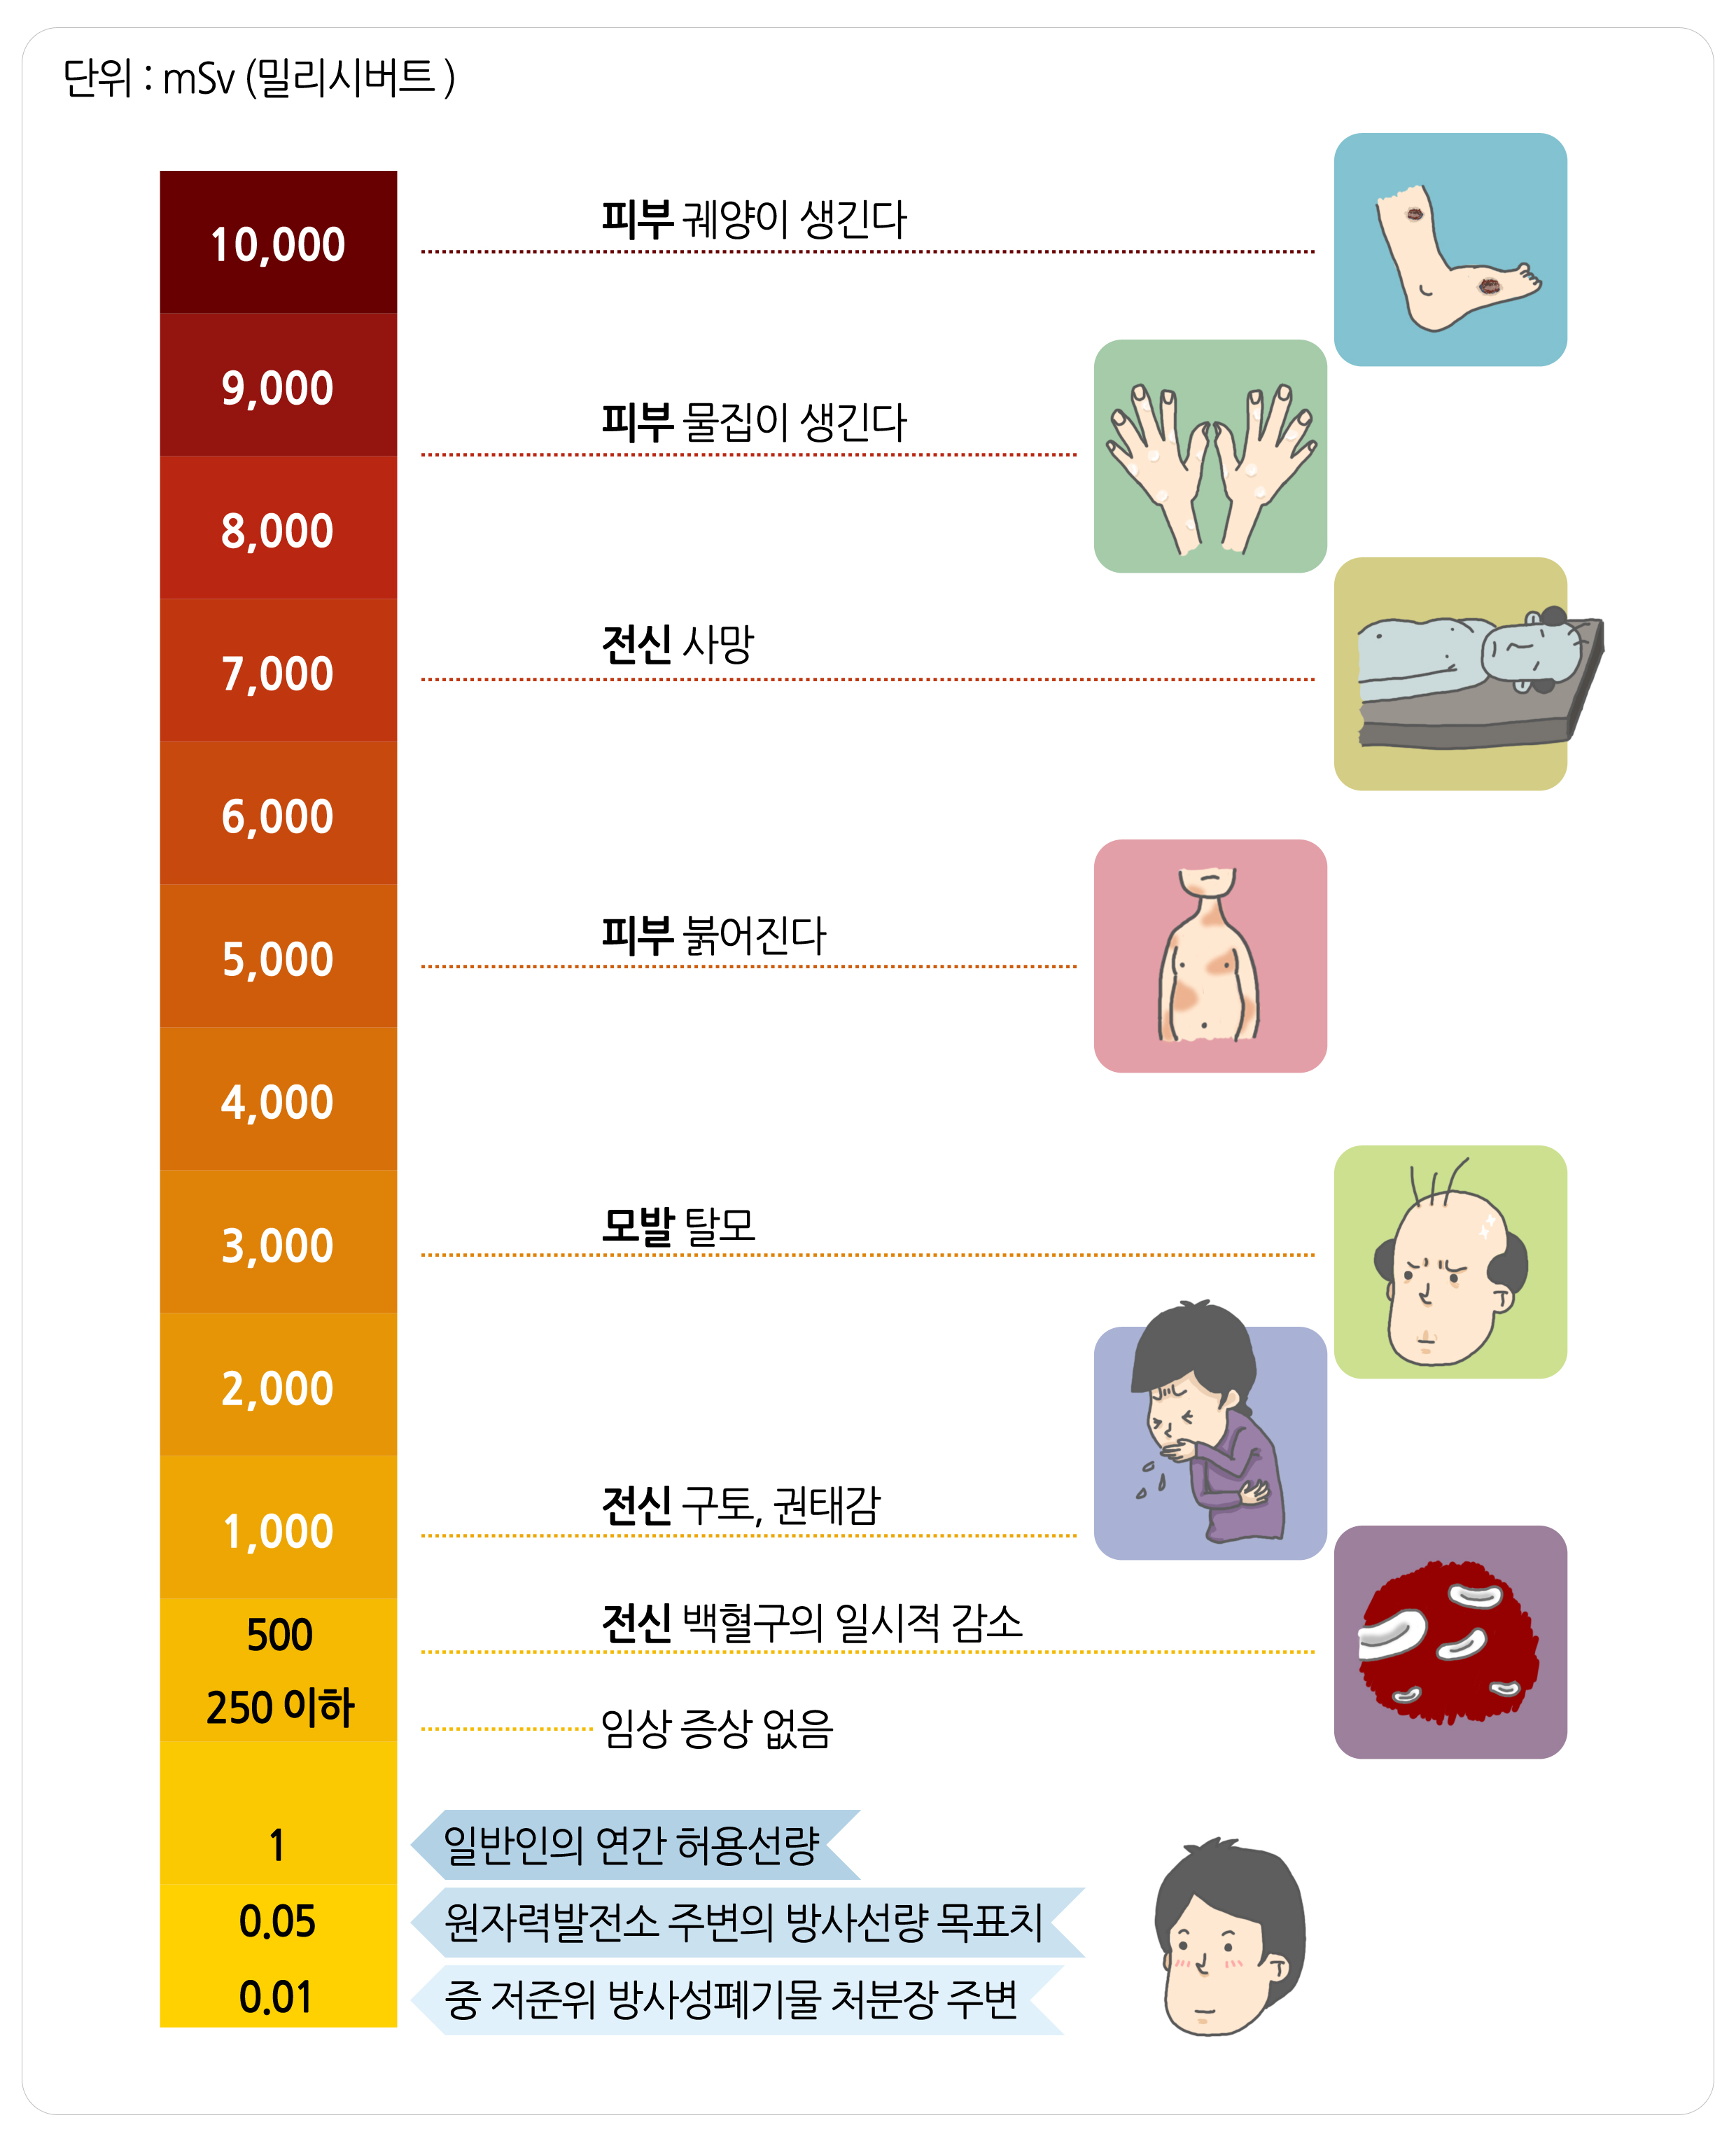 단위 : mSv (밀리시버트 )
10,000
피부 궤양이 생긴다
9,000
피부 물집이 생긴다
8,000
7,000
전신 사망
6,000
5,000
피부 붉어진다
4,000
3,000
모발 탈모
2,000
1,000
전신 구토, 권태감
500
전신 백혈구의 일시적 감소
250 이하
임상 증상 없음
1
일반인의 연간 허용선량
0.05
원자력발전소 주변의 방사선량 목표치
0.01
중 저준위 방사성폐기물 처분장 주변